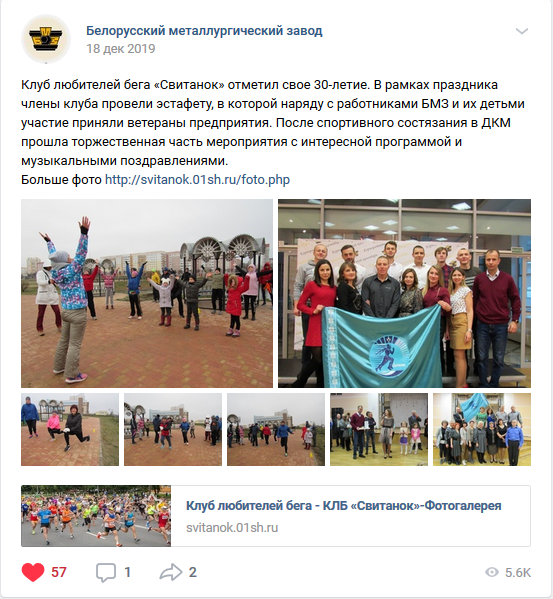 Белорусский металлургический завод
18 дек 2019
Клуб любителей бега «Свитанок» отметил свое 30-летие. В рамках праздника
члены клуба провели эстафету, в которой наряду с работниками БМЗ и их детьми
участие приняли ветераны предприятия. После спортивного состязания в ДКМ
прошла торжественная часть мероприятия с интересной программой и
музыкальными поздравлениями.
Больше фото http://svitanok.01sh.ru/foto.php
Клуб любителей бега - КЛБ «Свитанок»-Фотогалерея
svitanok.01sh.ru
57 1 2 5.6K